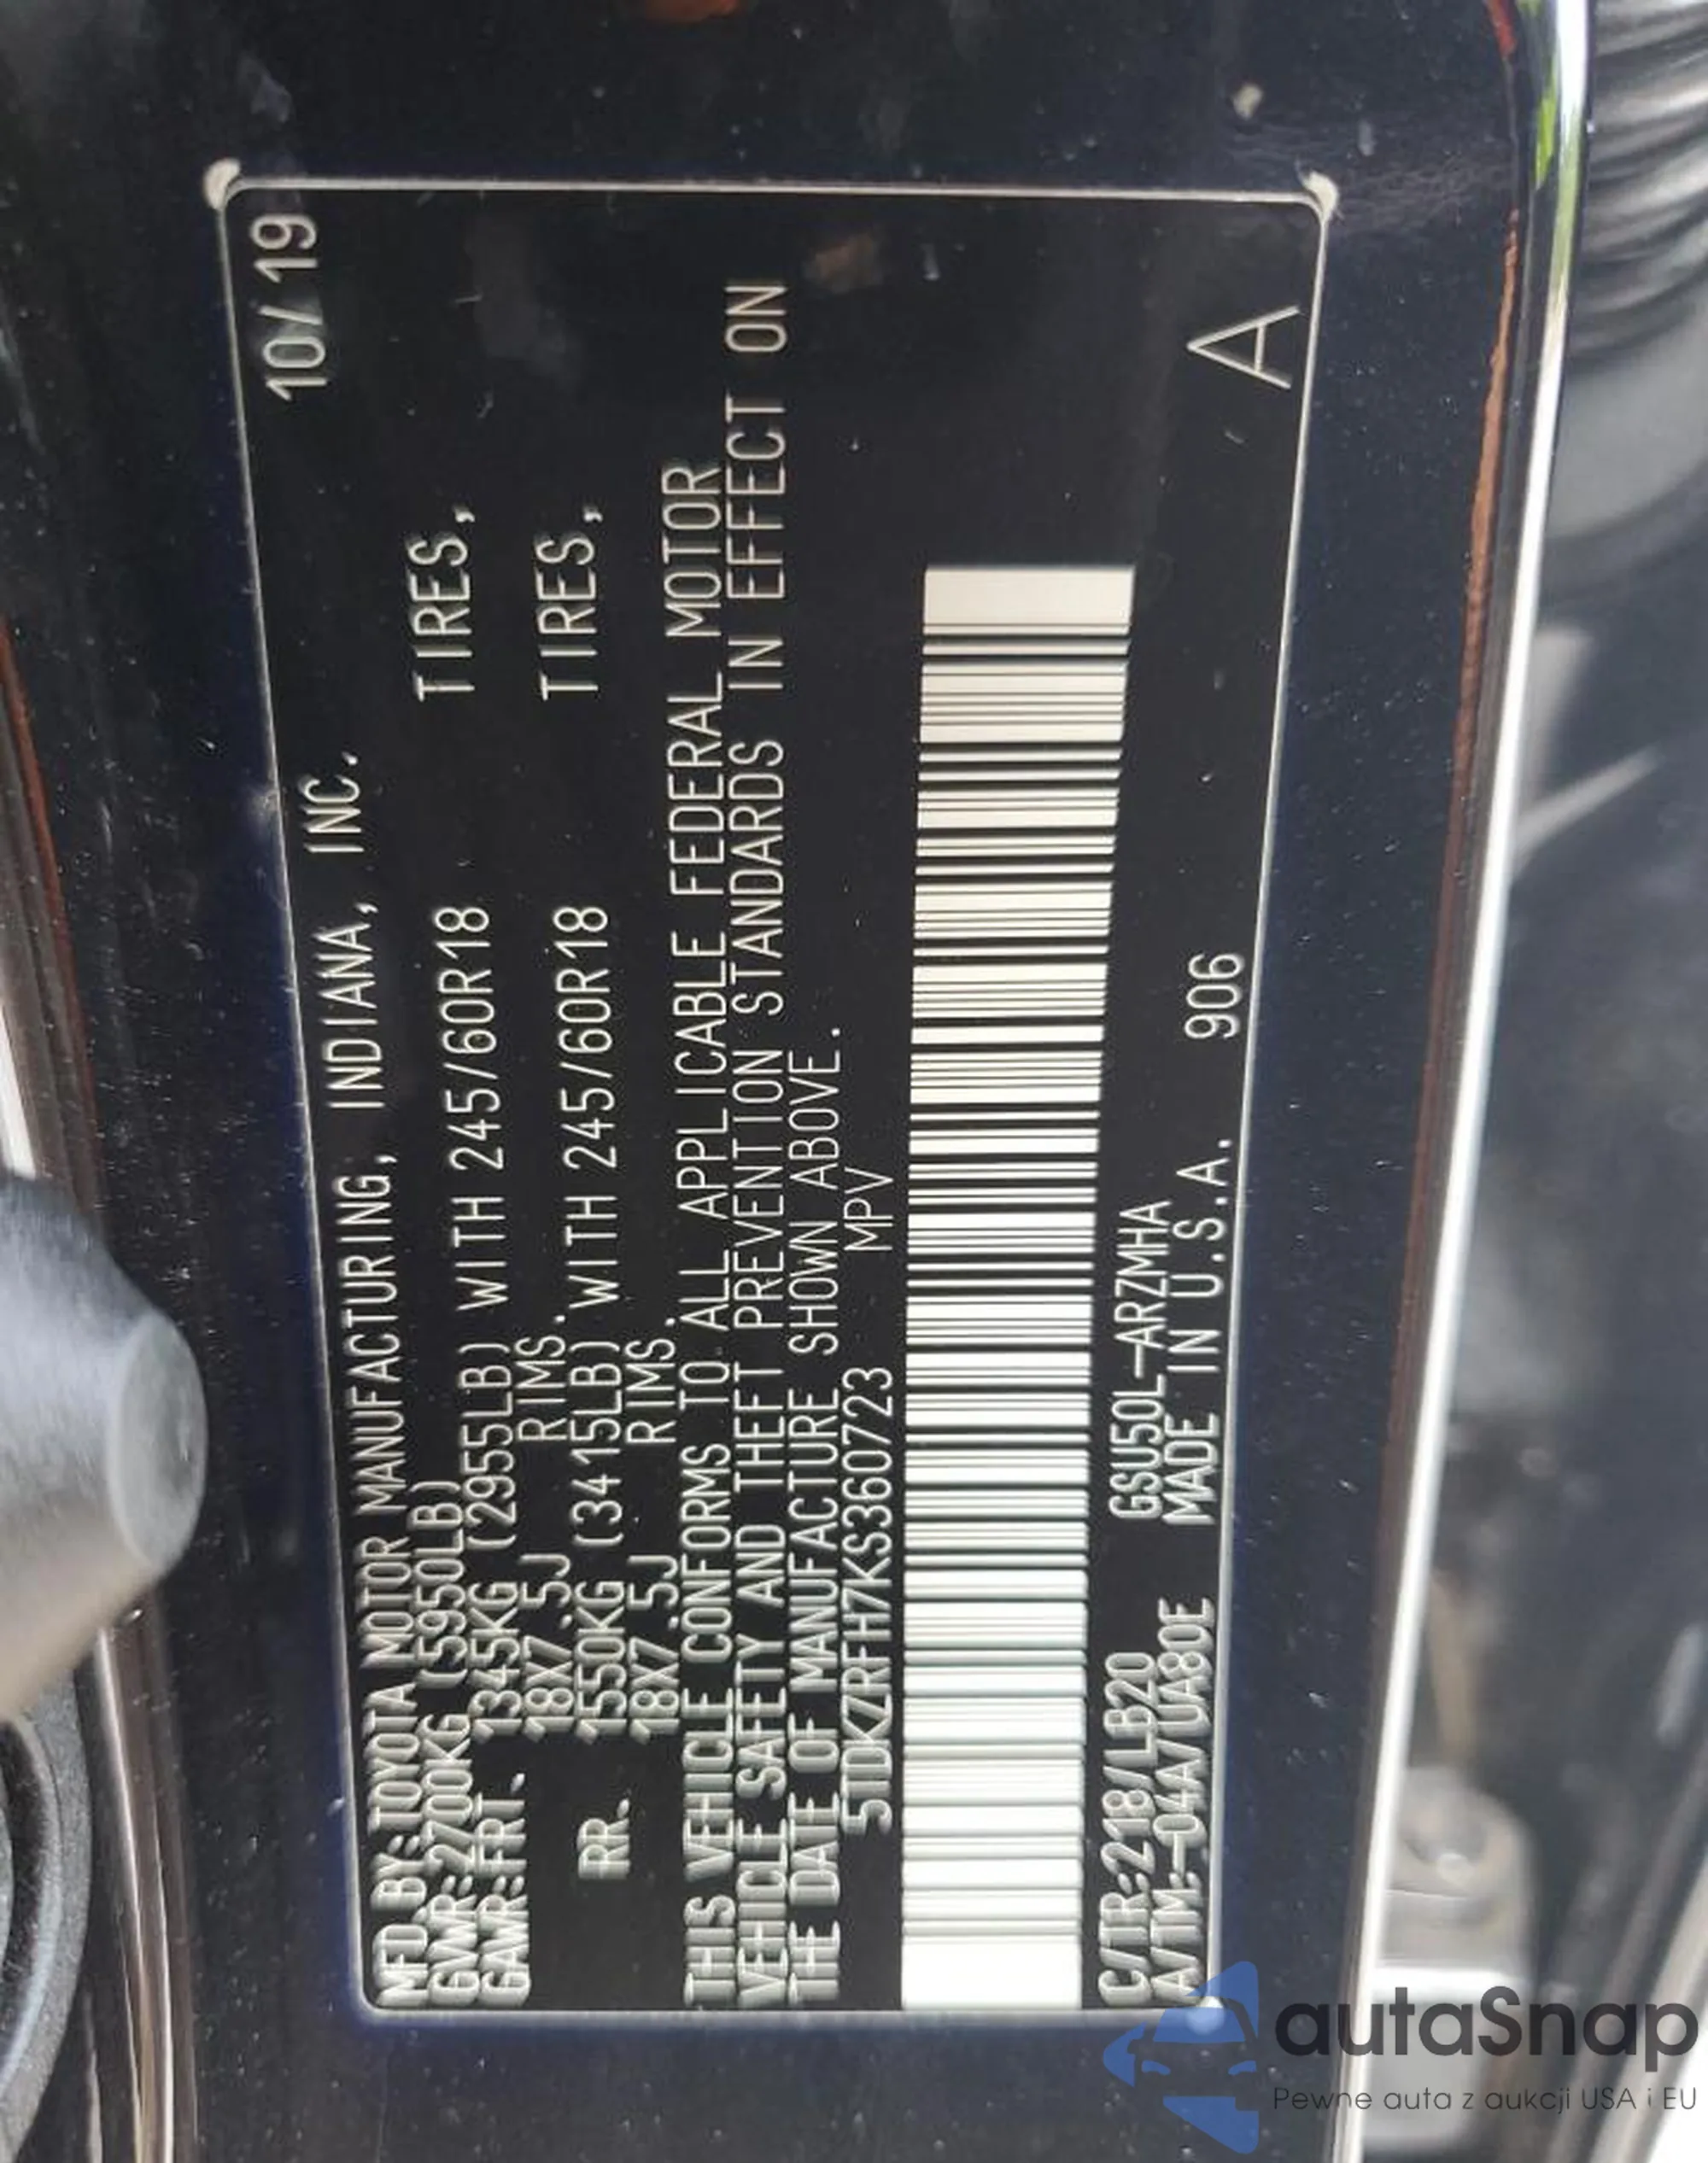 10/19
MFD.BY:TOYOTA MOTOR MANUFACTURING, INDIANA, INC.
GVWR:2700KG (5950LB)
GAWR:FRT. 1345KG (2955LB) WITH 245/60R18 TIRES,
18X7.5J RIMS.
RR. 1550KG (3415LB) WITH 245/60R18 TIRES,
18X7.5J RIMS.
THIS VEHICLE CONFORMS TO ALL APPLICABLE FEDERAL MOTOR
VEHICLE SAFETY AND THEFT PREVENTION STANDARDS IN EFFECT ON
THE DATE OF MANUFACTURE SHOWN ABOVE.
5TDKZRFH7KS360723 MPV
C/TR:218/LB20 GSU50L-ARZMHA
A/TM:-04A/UA80E MADE IN U.S.A. 906 A
autaSnap
Pewne auta z aukcji USA i EU